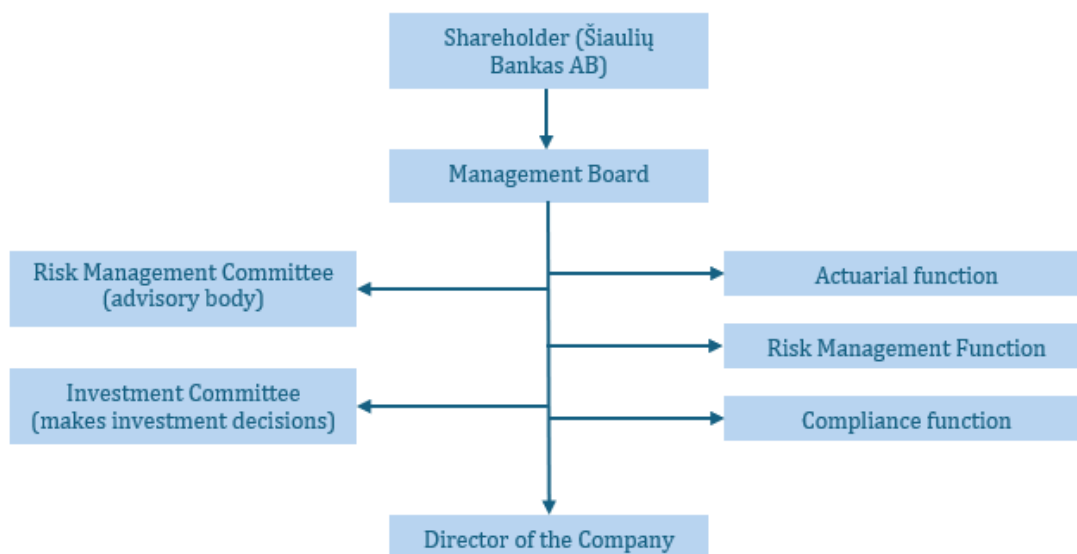 Shareholder (Šiaulių
Bankas AB)
Management Board
Risk Management Committee
(advisory body)
Actuarial function
Risk Management Function
Investment Committee
(makes investment decisions)
Compliance function
Director of the Company